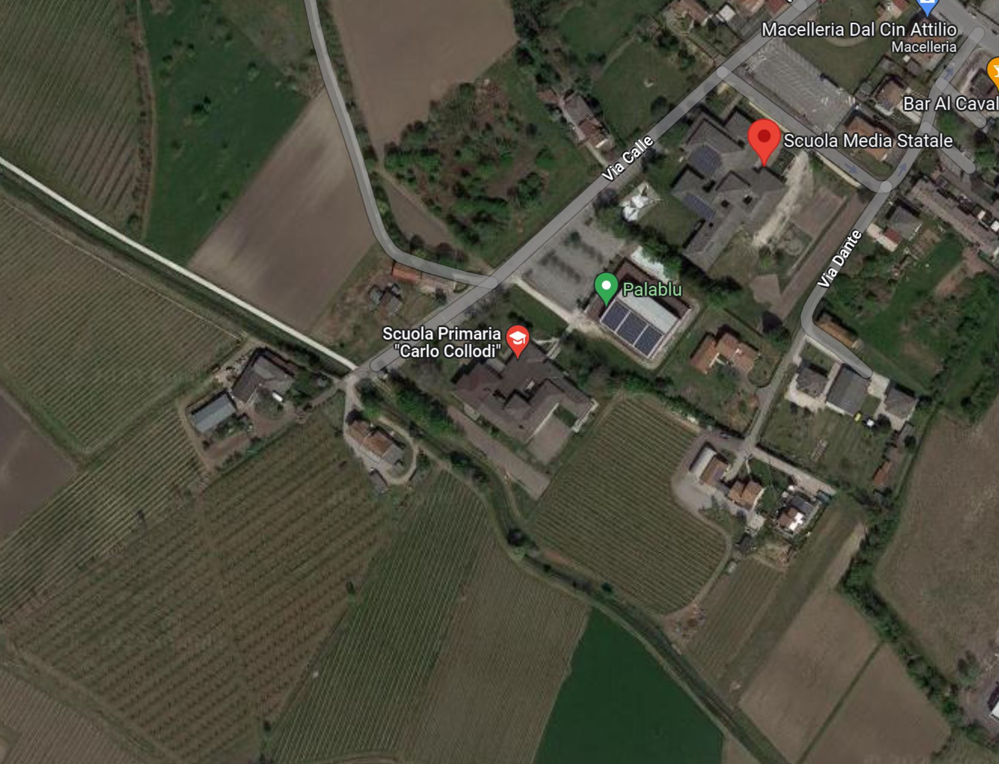 Macelleria Dal Cin Attilio
Macelleria
Bar Al Caval
Scuola Media Statale
Via Calle
Via Dante
Palablu
Scuola Primaria
"Carlo Collodi"